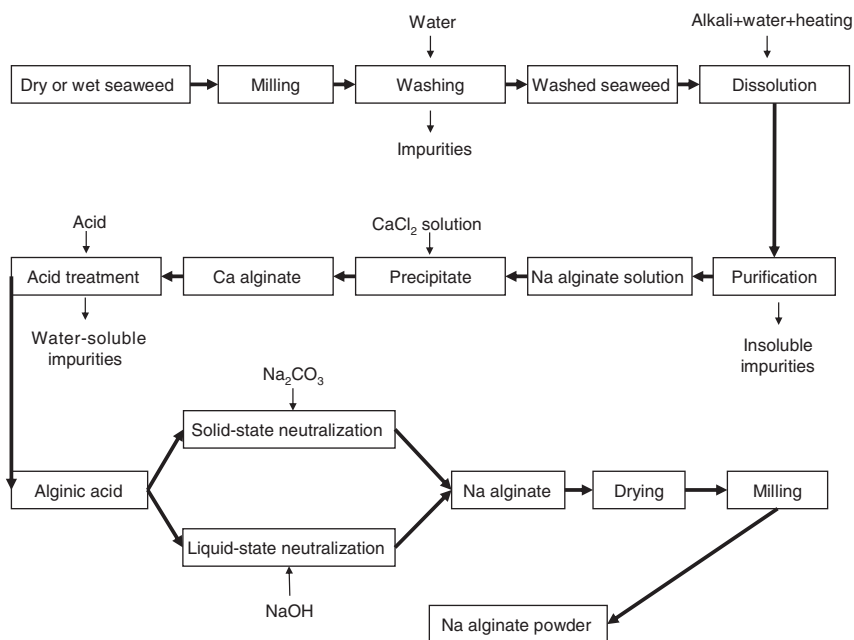 Water
Alkali+water+heating
Dry or wet seaweed
Milling
Washing
Washed seaweed
Dissolution
Impurities
Acid
CaCl₂ solution
Acid treatment
Ca alginate
Precipitate
Na alginate solution
Purification
Water-soluble
impurities
Insoluble
impurities
Na₂CO₃
Solid-state neutralization
Alginic acid
Na alginate
Drying
Milling
Liquid-state neutralization
NaOH
Na alginate powder